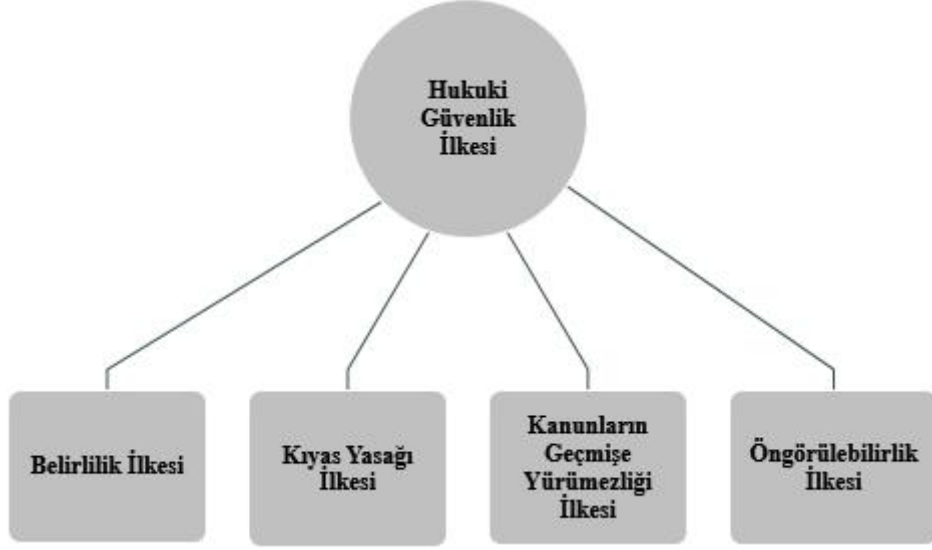 Hukuki
Güvenlik
İlkesi
Belirlilik İlkesi
Kıyas Yasağı
İlkesi
Kanunların
Geçmişe
Yürümezliği
İlkesi
Öngörülebilirlik
İlkesi